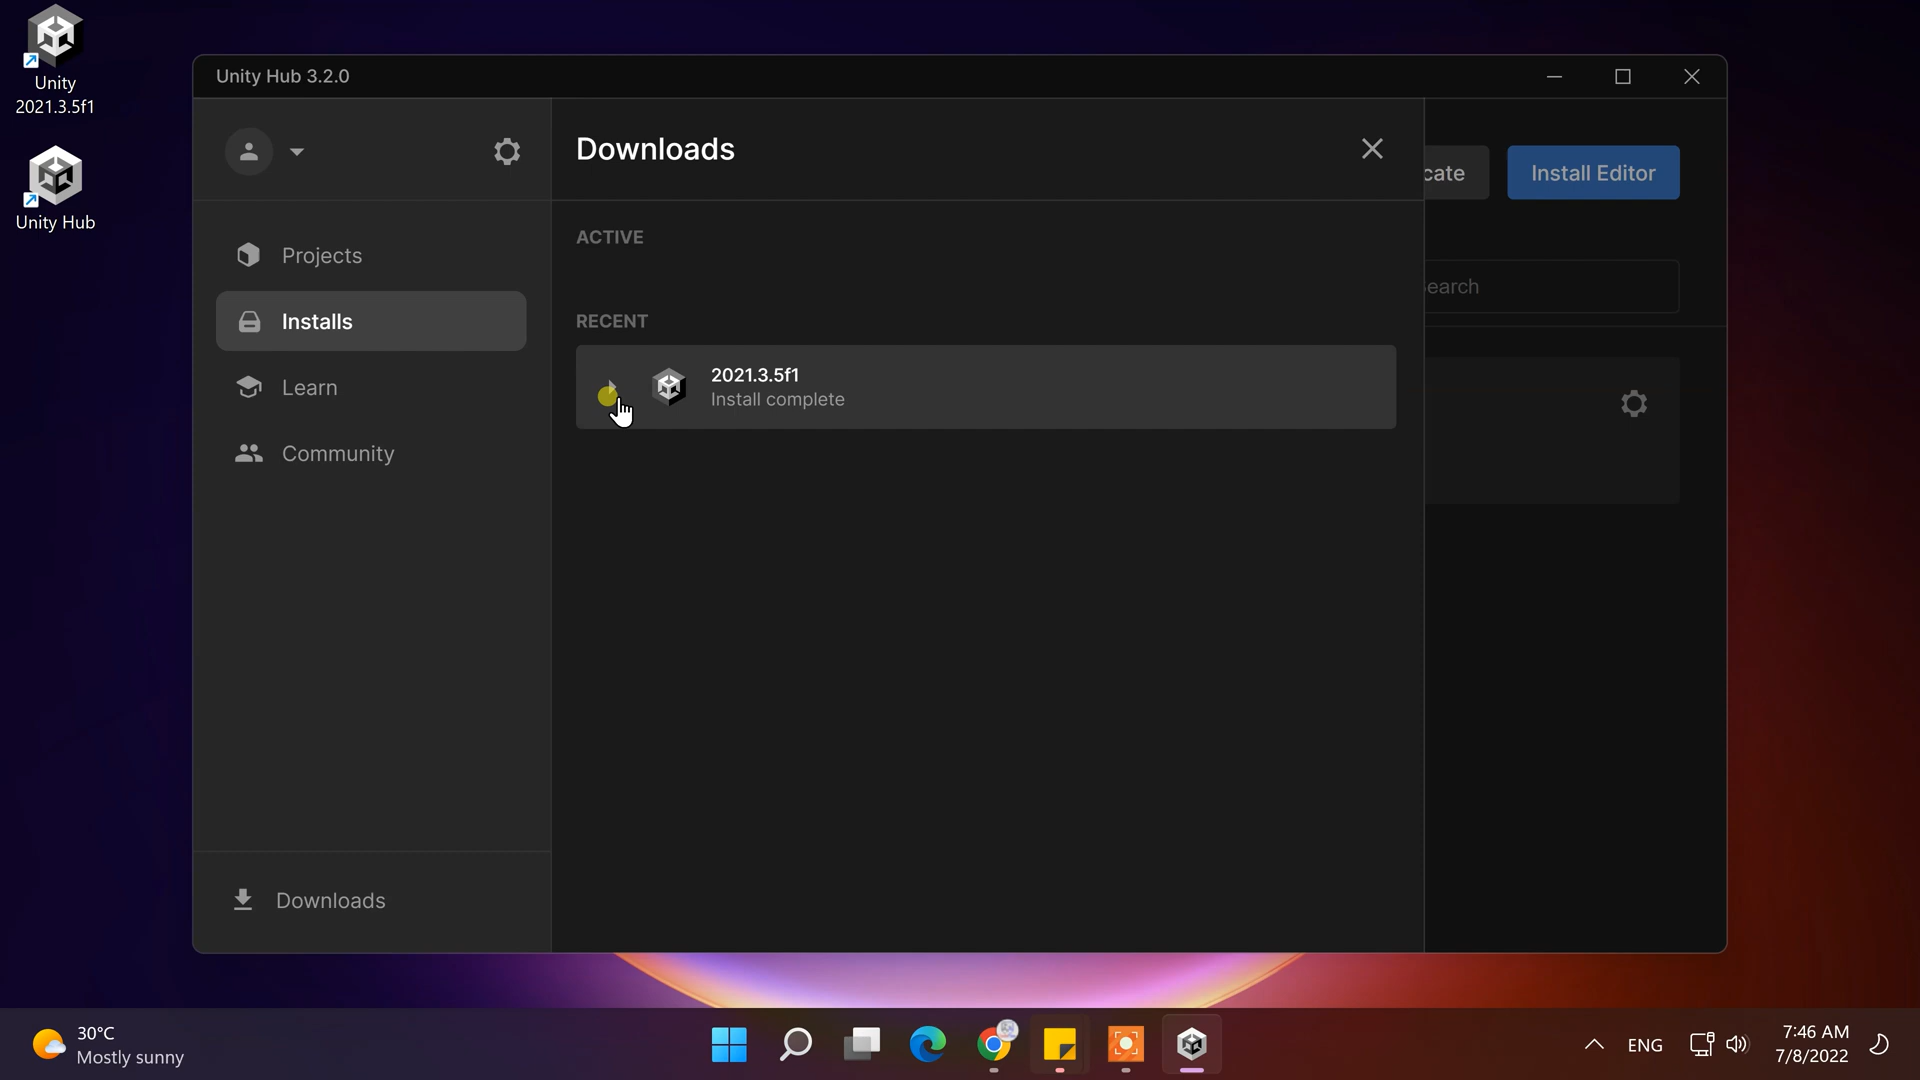 Unity
2021.3.5f1
Unity Hub
Unity Hub 3.2.0
Downloads
cate
Install Editor
Projects
Installs
Learn
Community
Downloads
ACTIVE
RECENT
2021.3.5f1
Install complete
earch
30°C
Mostly sunny
ENG
7:46 AM
7/8/2022